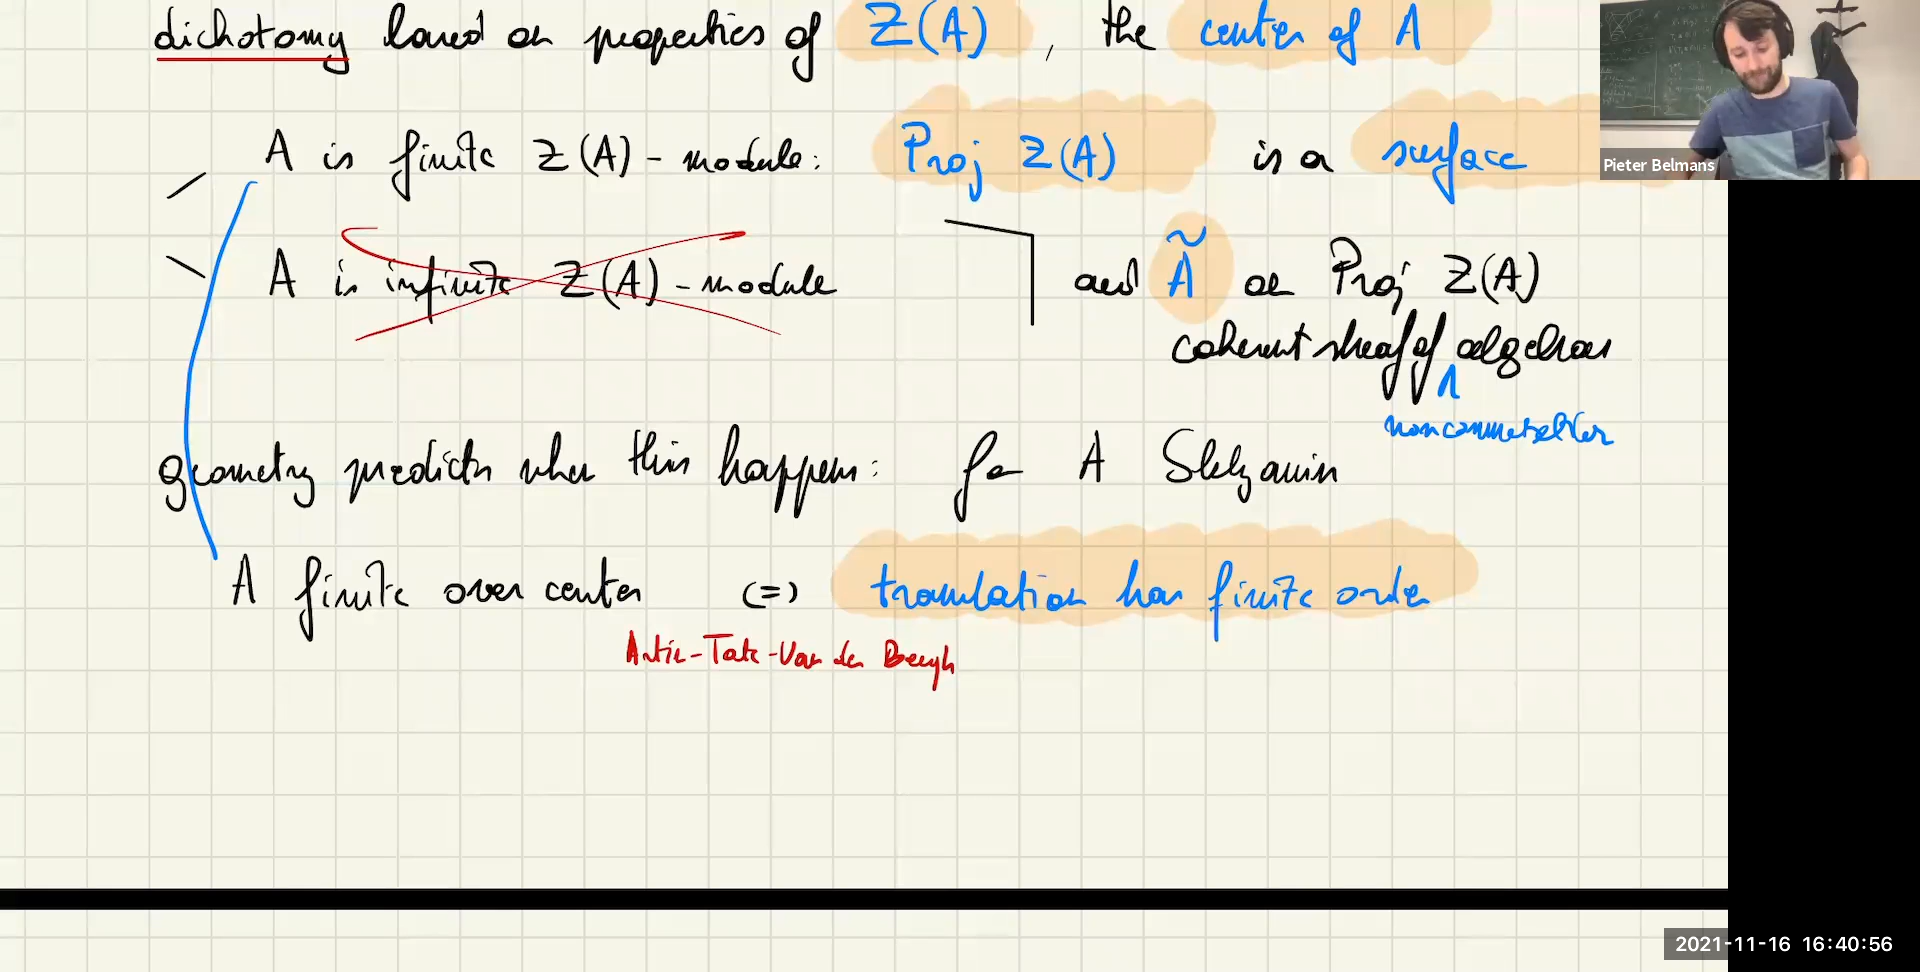 dichotomy based on properties of Z(A), the center of A
A is finite Z(A)-module: Proj Z(A) is a surface
Pieter Belmans
A is infinite Z(A)-module
and Ã on Proj Z(A)
coherent sheaf of algebras
noncommutative
geometry predicts when this happens: for A Sklyanin
A finite over center (=) translation has finite order
Artin-Tate-Van den Bergh
2021-11-16 16:40:56